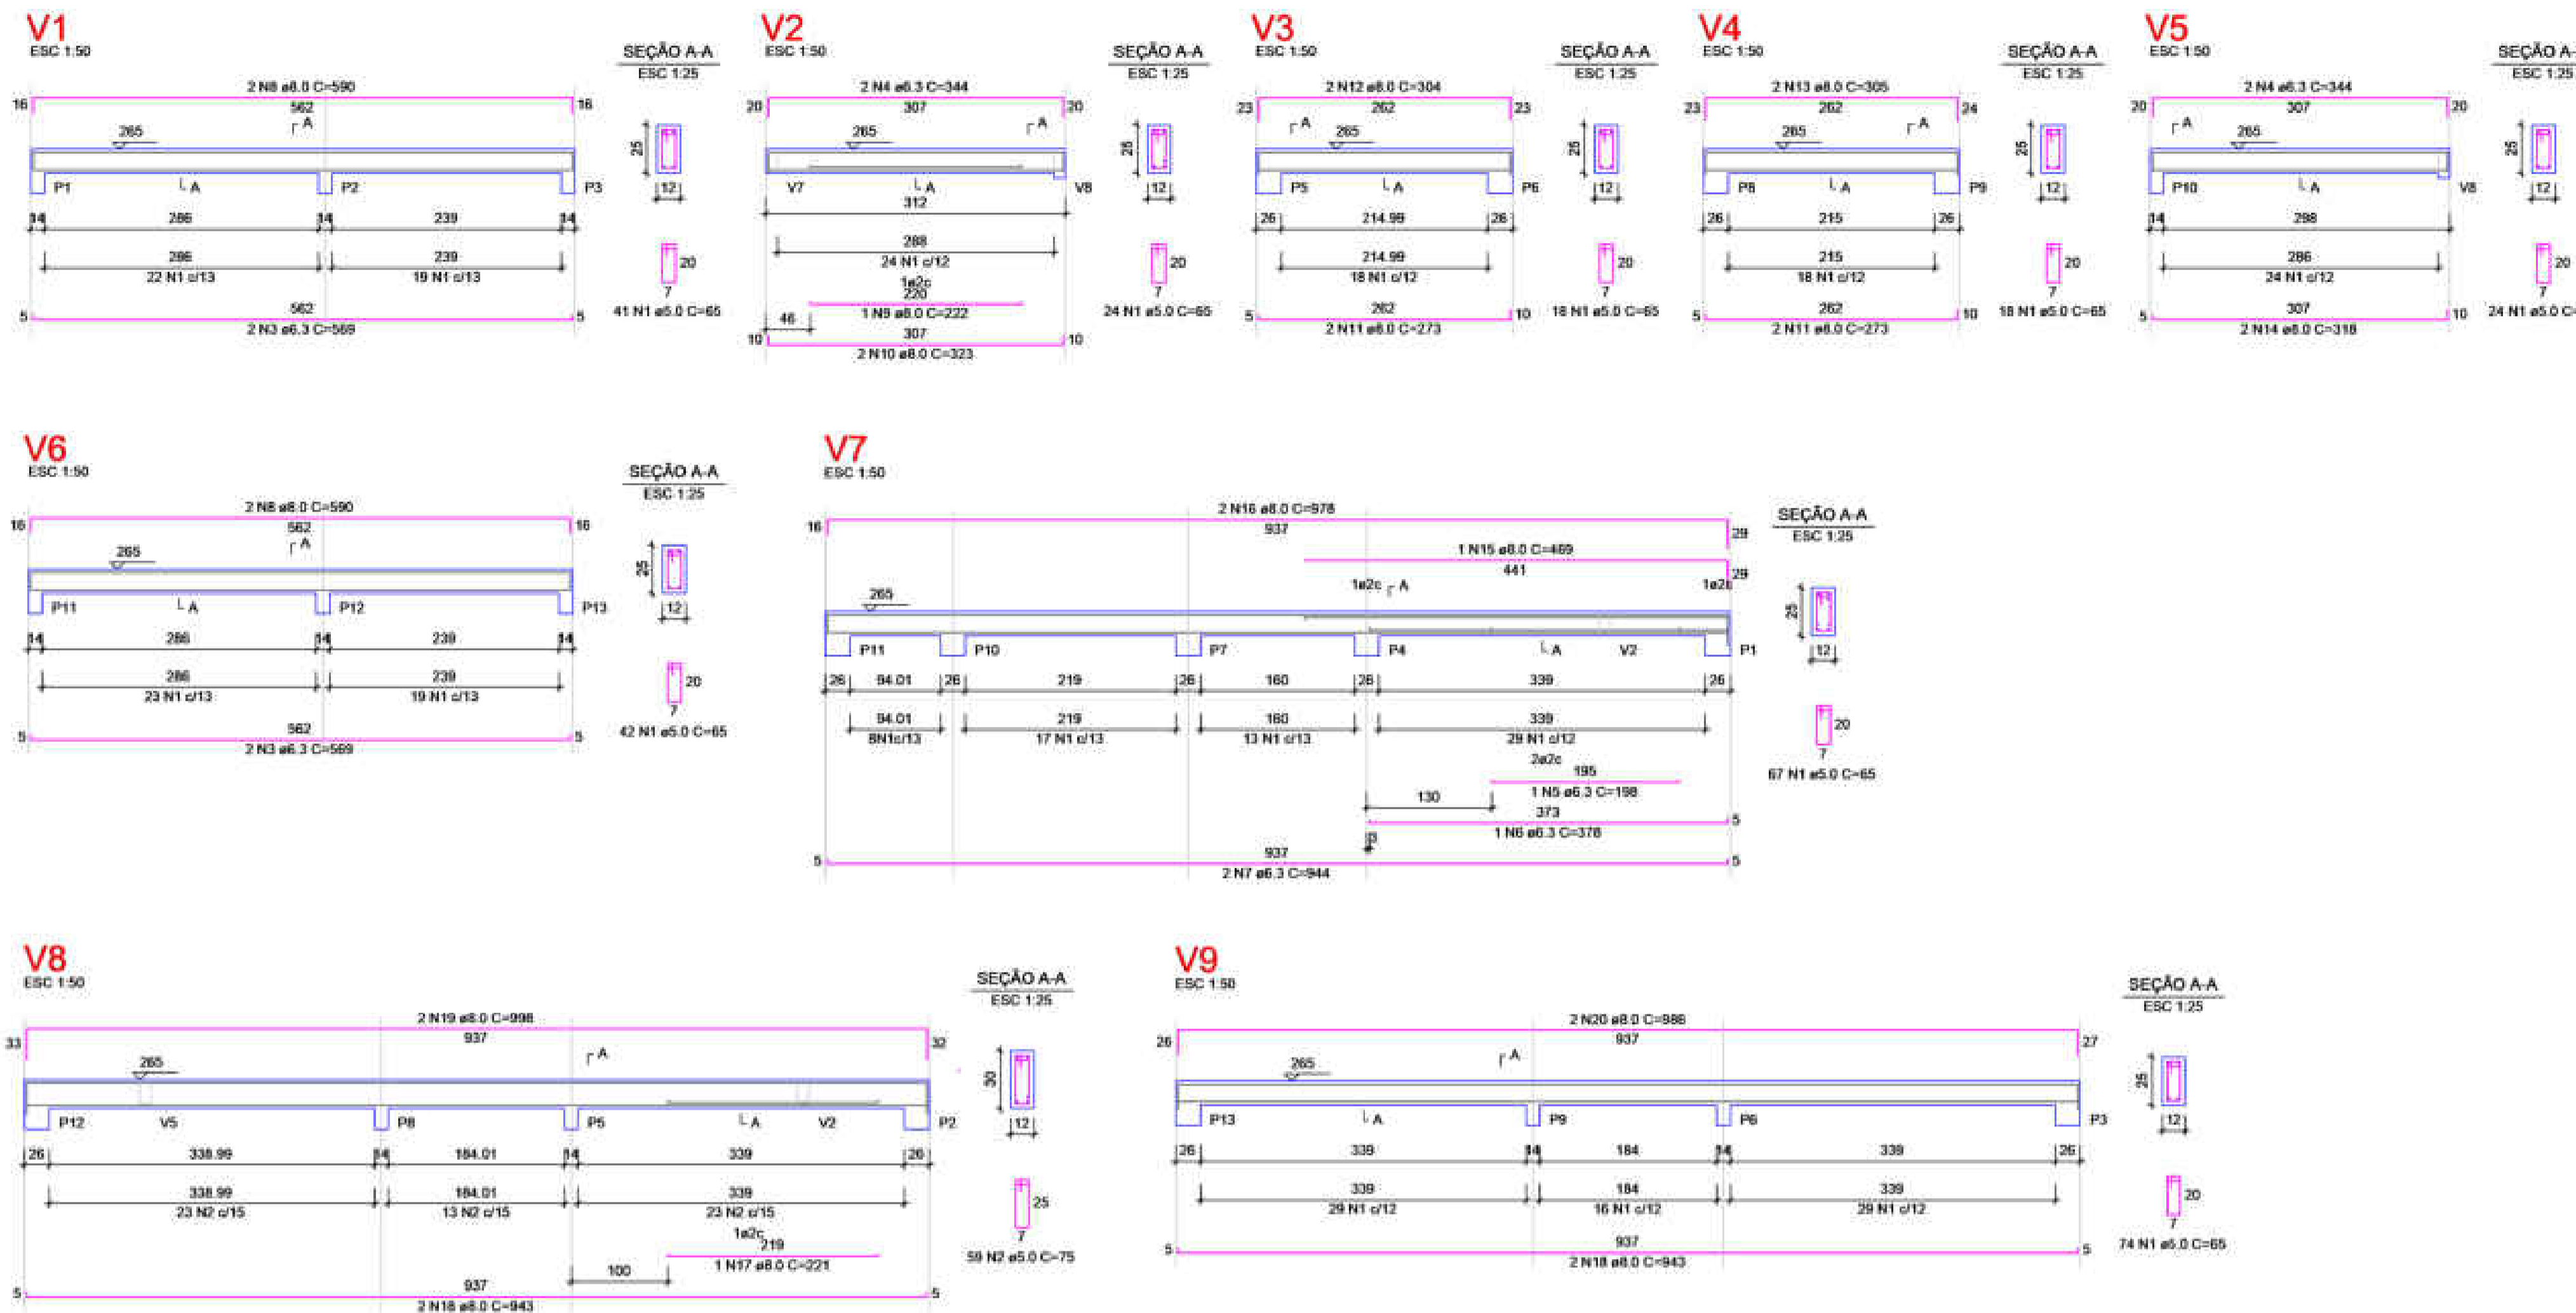 V1
ESC 1:50
SEÇÃO A-A
ESC 1:25
2 N8 ø8.0 C=590
16 562 16
A
265
25
12
P1 A P2 P3
14 286 14 239 14
286 239
22 N1 c/13 19 N1 c/13
20
7
41 N1 ø5.0 C=65
5 562 5
2 N3 ø6.3 C=569
V2
ESC 1:50
SEÇÃO A-A
ESC 1:25
2 N4 ø6.3 C=344
20 307 20
A
265
25
12
V7 A V8
312
288
24 N1 c/12
1ø2c
220
1 N9 ø8.0 C=222
46
20
7
24 N1 ø5.0 C=65
10 307 10
2 N10 ø8.0 C=323
V3
ESC 1:50
SEÇÃO A-A
ESC 1:25
2 N12 ø8.0 C=304
23 262 23
A
265
25
12
P5 A P6
26 214.99 26
214.99
18 N1 c/12
20
7
18 N1 ø5.0 C=65
5 262 10
2 N11 ø8.0 C=273
V4
ESC 1:50
SEÇÃO A-A
ESC 1:25
2 N13 ø8.0 C=305
23 262 24
A
265
25
12
P8 A P9
26 215 26
215
18 N1 c/12
20
7
18 N1 ø5.0 C=65
5 262 10
2 N11 ø8.0 C=273
V5
ESC 1:50
SEÇÃO A-
ESC 1:25
2 N4 ø6.3 C=344
20 307 20
A
265
25
12
P10 A V8
14 298
286
24 N1 c/12
20
7
24 N1 ø5.0 C=
5 307 10
2 N14 ø8.0 C=318
V6
ESC 1:50
SEÇÃO A-A
ESC 1:25
2 N8 ø8.0 C=590
16 562 16
A
265
25
12
P11 A P12 P13
14 286 14 239 14
286 239
23 N1 c/13 19 N1 c/13
20
7
42 N1 ø5.0 C=65
5 562 5
2 N3 ø6.3 C=569
V7
ESC 1:50
SEÇÃO A-A
ESC 1:25
2 N16 ø8.0 C=978
16 937 29
1 N15 ø8.0 C=469
441 29
1ø2c A 1ø2c
265
25
12
P11 P10 P7 P4 A V2 P1
26 94.01 26 219 26 160 26 339 26
94.01 219 160 339
8N1c/13 17 N1 c/13 13 N1 c/13 29 N1 c/12
20
7
67 N1 ø5.0 C=65
2ø2c
195
1 N5 ø6.3 C=198
130
373 5
1 N6 ø6.3 C=378
5 937 5
2 N7 ø6.3 C=944
V8
ESC 1:50
SEÇÃO A-A
ESC 1:25
2 N19 ø8.0 C=998
33 937 32
A
265
30
12
P12 V5 P8 P5 A V2 P2
26 338.99 14 184.01 14 339 26
338.99 184.01 339
23 N2 c/15 13 N2 c/15 23 N2 c/15
25
7
59 N2 ø5.0 C=75
1ø2c
219
1 N17 ø8.0 C=221
100
5 937 5
2 N18 ø8.0 C=943
V9
ESC 1:50
SEÇÃO A-A
ESC 1:25
2 N20 ø8.0 C=986
26 937 27
A
265
25
12
P13 A P9 P6 P3
26 339 14 184 14 339 26
339 184 339
29 N1 c/12 16 N1 c/12 29 N1 c/12
20
7
74 N1 ø5.0 C=65
5 937 5
2 N18 ø8.0 C=943